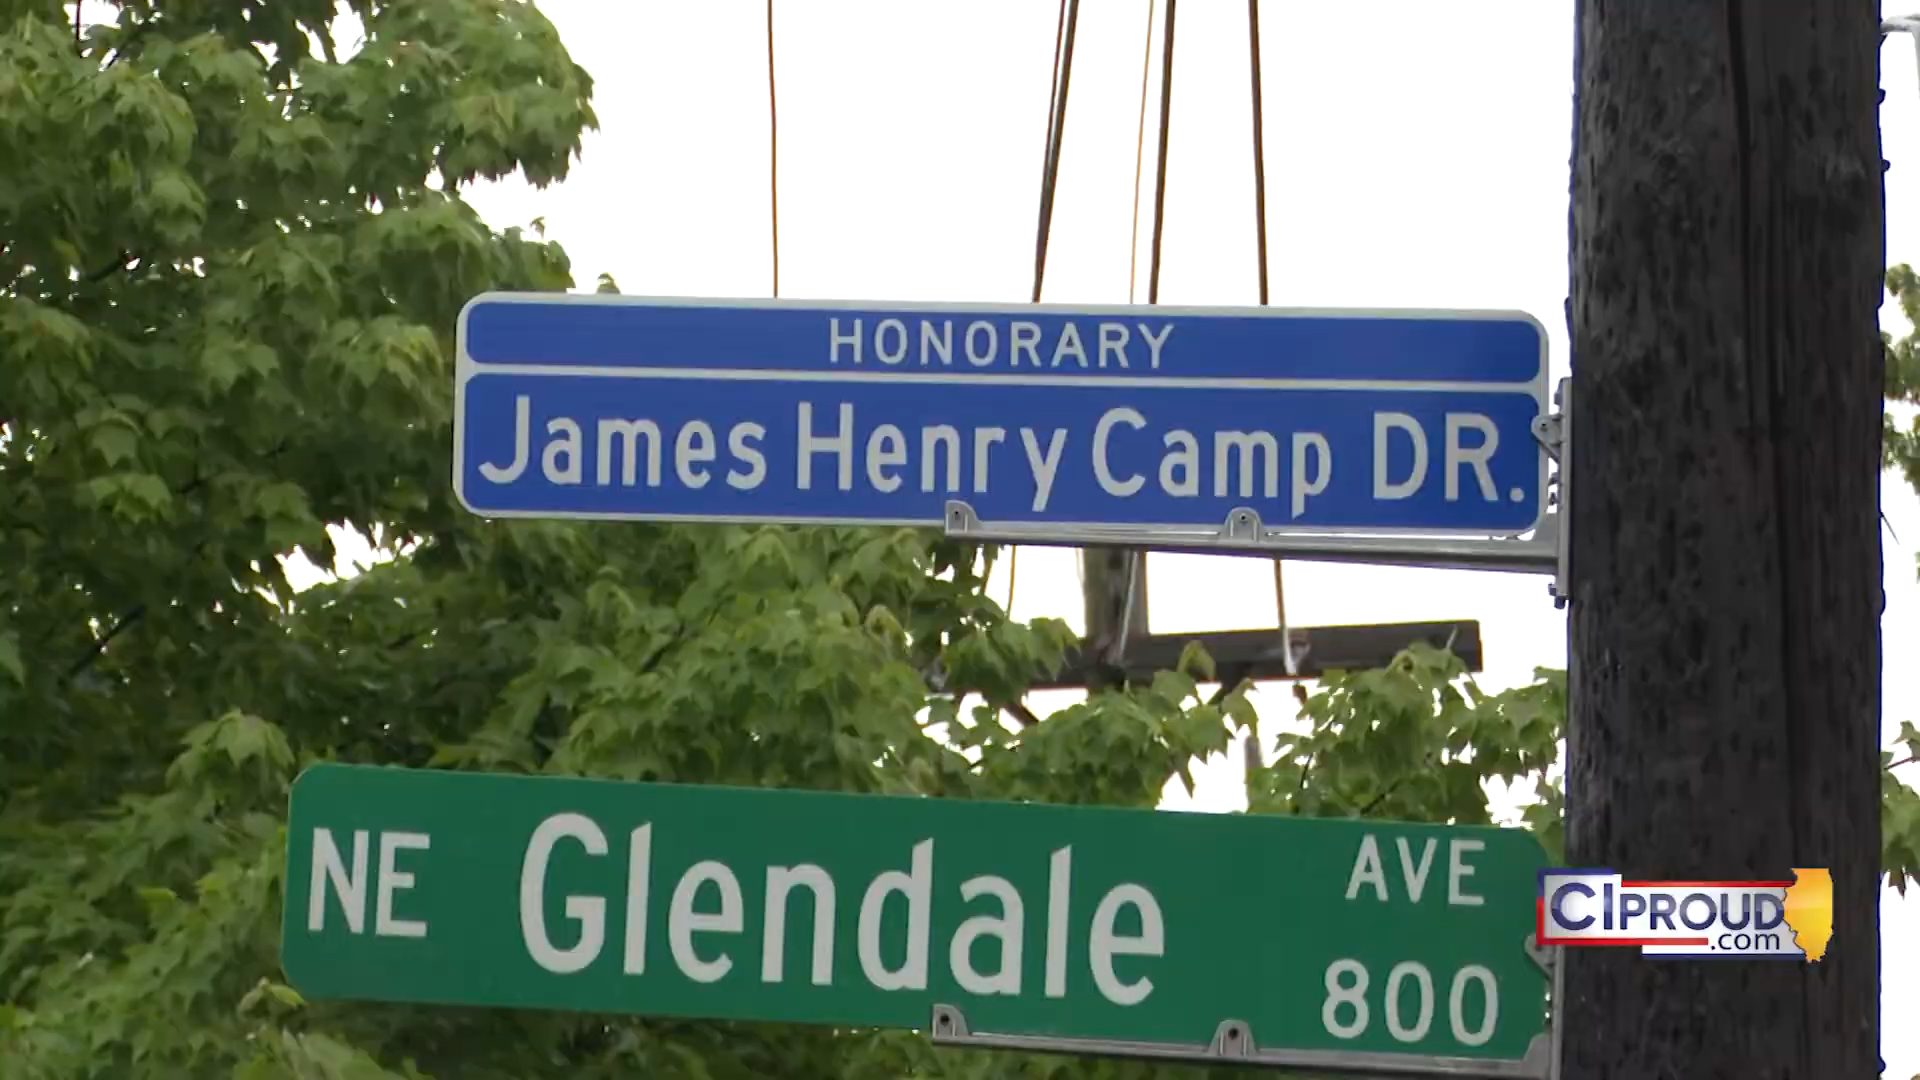 HONORARY
James Henry Camp DR.
NE Glendale AVE
800
CIPROUD
.com